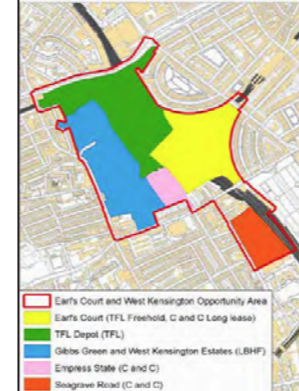 Earl's Court and West Kensington Opportunity Area
Earl's Court (TFL Freehold, C and C Long lease)
TFL Depot (TFL)
Gibbs Green and West Kensington Estates (LBHF)
Empress State (C and C)
Seagrave Road (C and C)